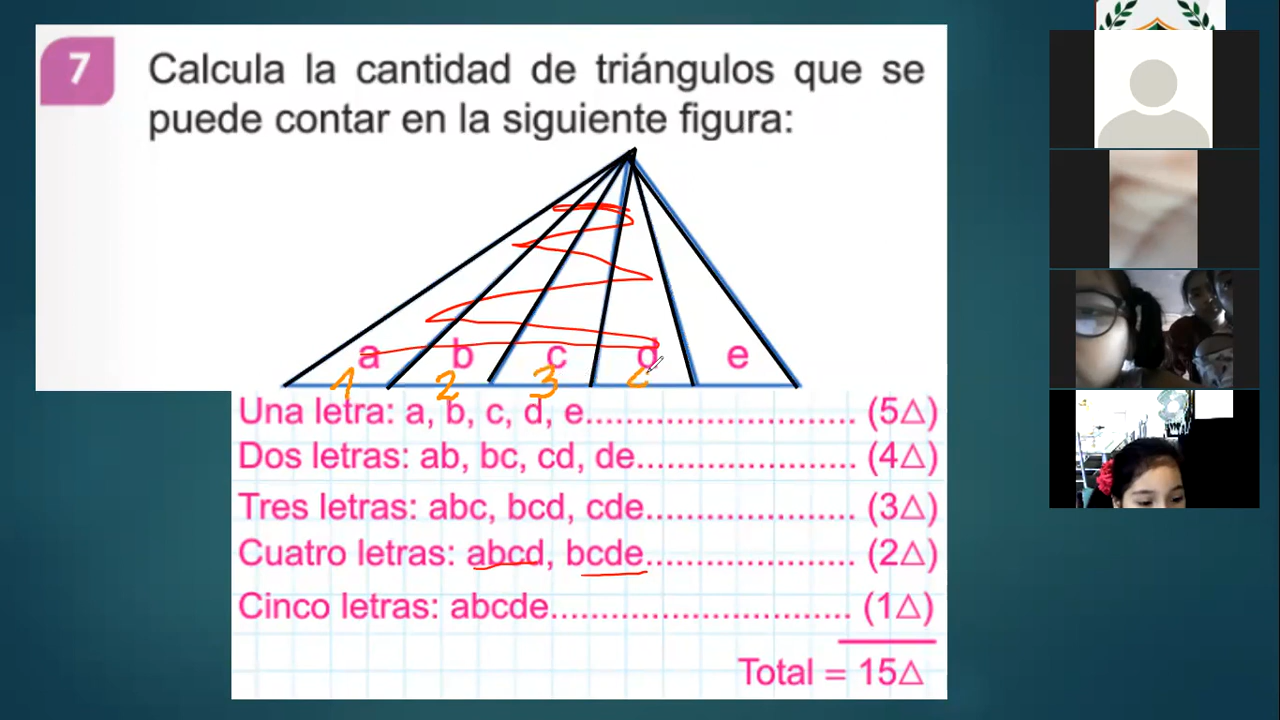 7
Calcula la cantidad de triángulos que se
puede contar en la siguiente figura:
a b c d e
1 2 3
Una letra: a, b, c, d, e........................... (5△)
Dos letras: ab, bc, cd, de...................... (4△)
Tres letras: abc, bcd, cde..................... (3△)
Cuatro letras: abcd, bcde..................... (2△)
Cinco letras: abcde.............................. (1△)
Total = 15△